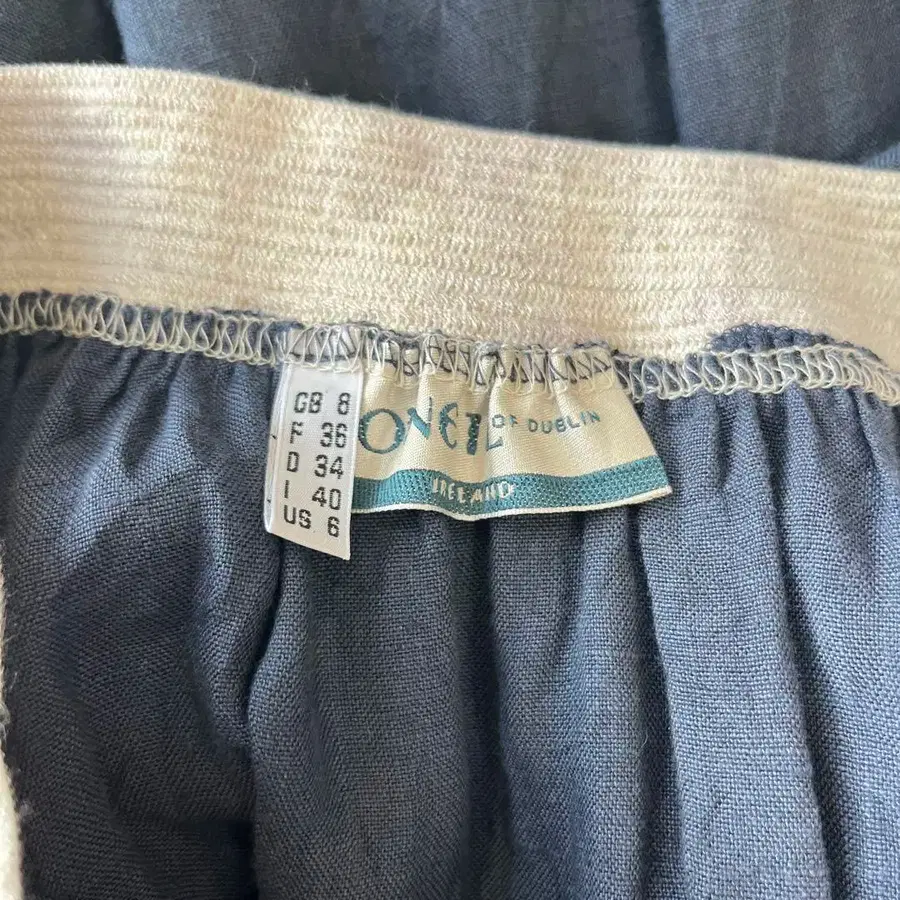 GB 8
F 36
D 34
I 40
US 6
ONEIL OF DUBLIN
IRELAND